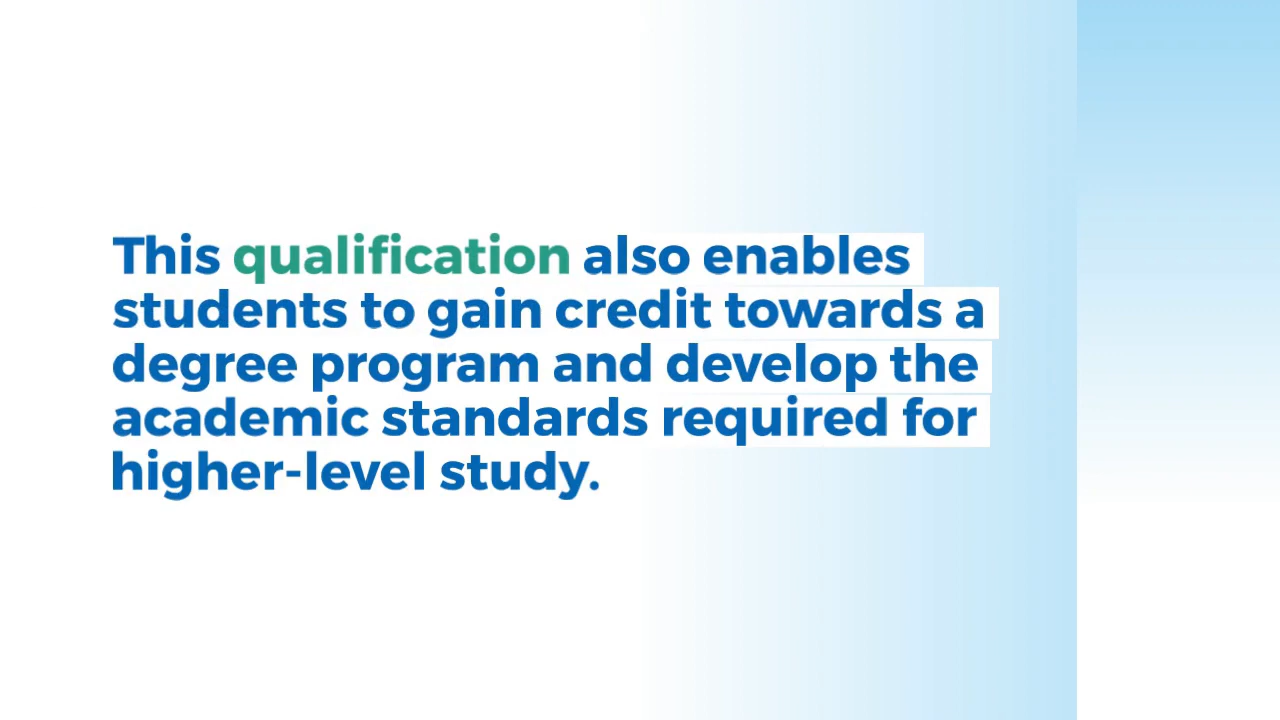 This qualification also enables
students to gain credit towards a
degree program and develop the
academic standards required for
higher-level study.